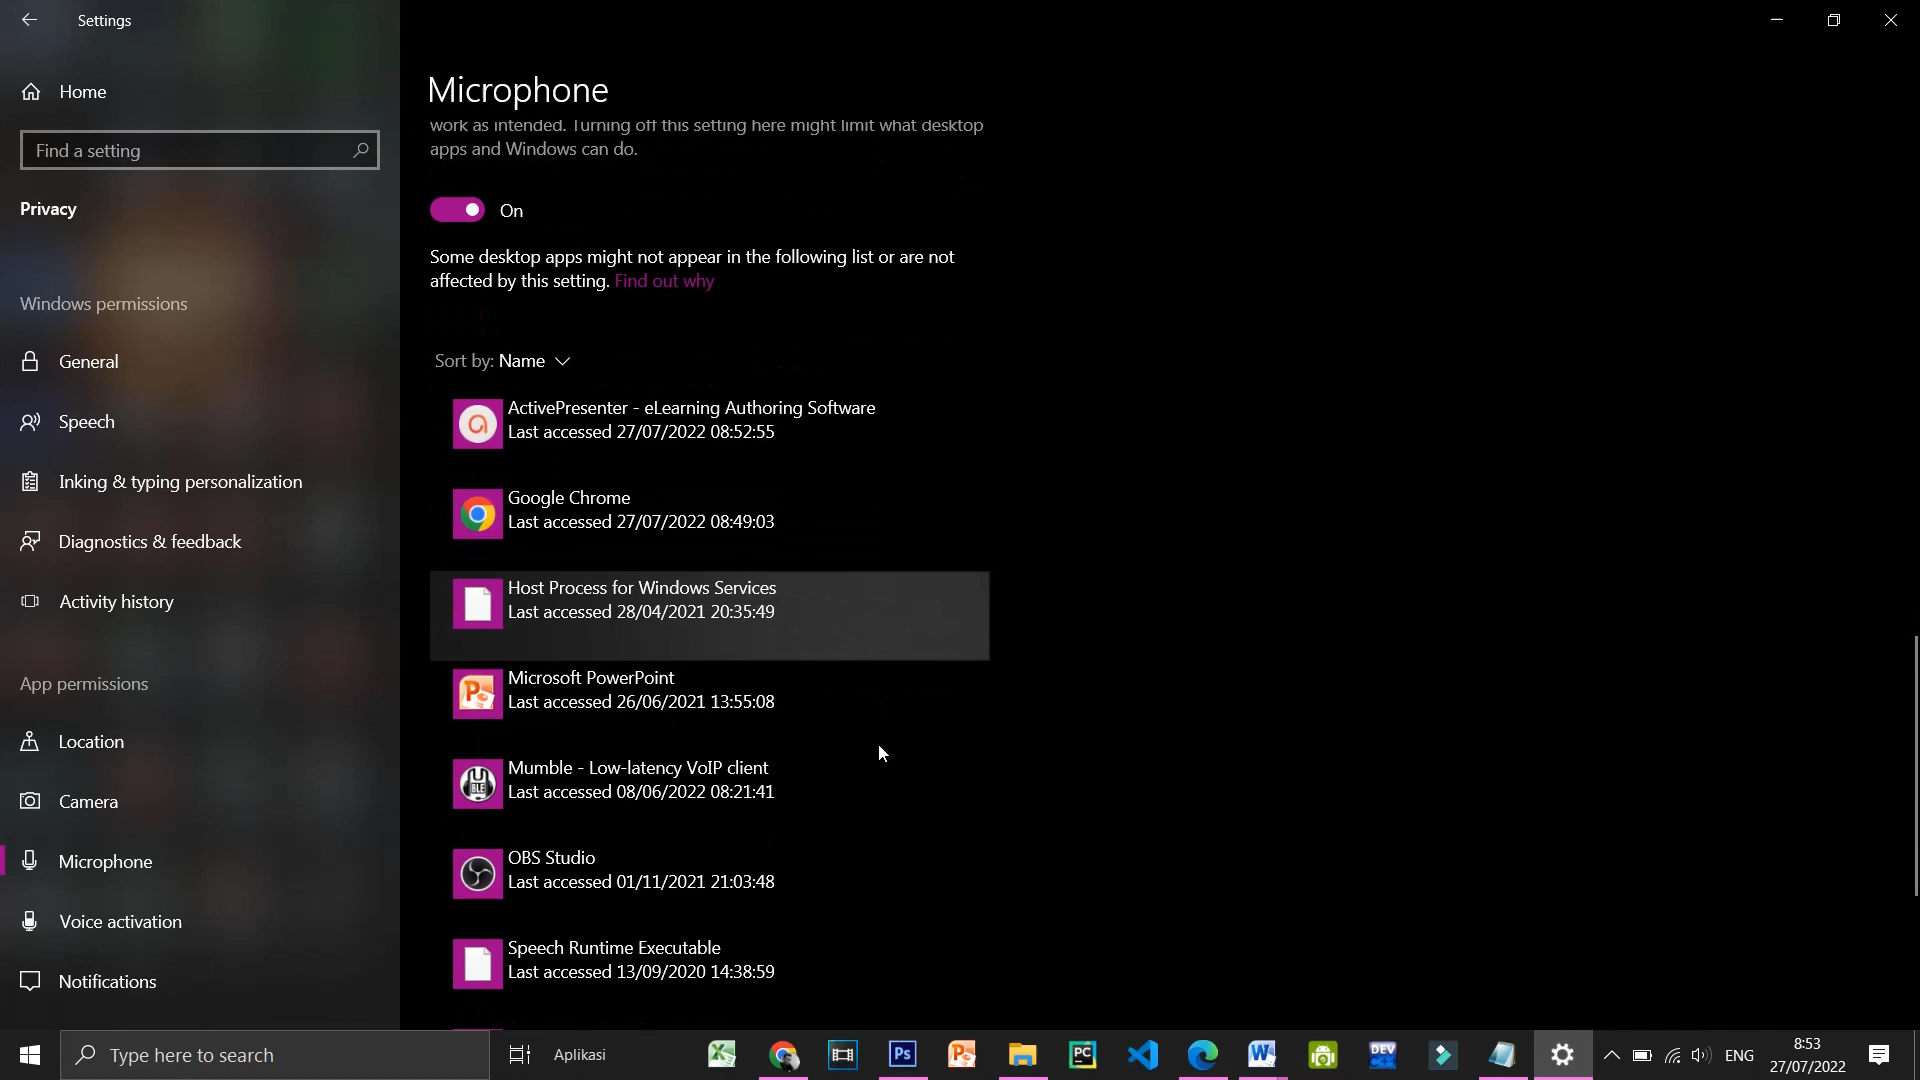 Settings
Home
Find a setting
Privacy
Windows permissions
General
Speech
Inking & typing personalization
Diagnostics & feedback
Activity history
App permissions
Location
Camera
Microphone
Voice activation
Notifications
Microphone
work as intended. Turning off this setting here might limit what desktop
apps and Windows can do.
On
Some desktop apps might not appear in the following list or are not
affected by this setting. Find out why
Sort by: Name
ActivePresenter - eLearning Authoring Software
Last accessed 27/07/2022 08:52:55
Google Chrome
Last accessed 27/07/2022 08:49:03
Host Process for Windows Services
Last accessed 28/04/2021 20:35:49
Microsoft PowerPoint
Last accessed 26/06/2021 13:55:08
Mumble - Low-latency VoIP client
Last accessed 08/06/2022 08:21:41
OBS Studio
Last accessed 01/11/2021 21:03:48
Speech Runtime Executable
Last accessed 13/09/2020 14:38:59
Type here to search
Aplikasi
Ps
PC
DEV
ENG
8:53
27/07/2022